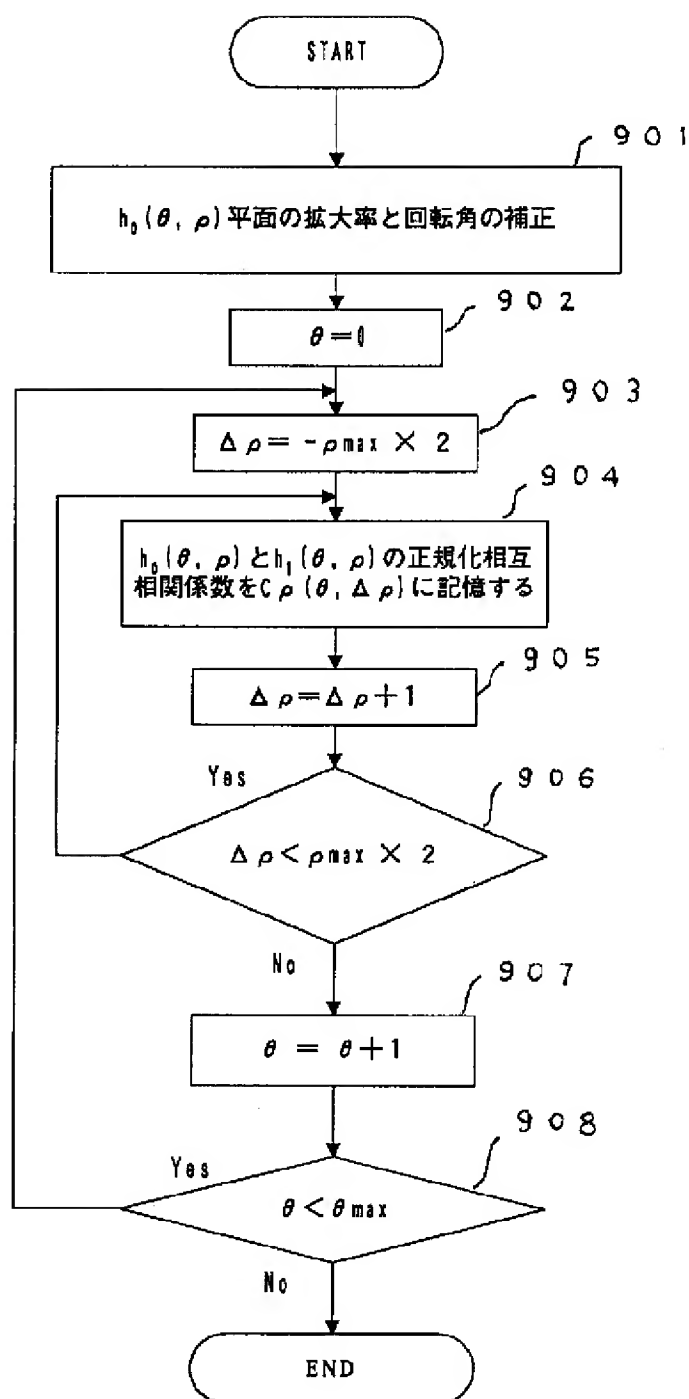 START
901
h₀(θ, ρ)平面の拡大率と回転角の補正
902
θ=0
903
Δρ= -ρmax × 2
904
h₀(θ, ρ)とh₁(θ, ρ)の正規化相互
相関係数をCρ(θ, Δρ)に記憶する
905
Δρ=Δρ+1
Yes
906
Δρ<ρmax × 2
No
907
θ = θ+1
908
Yes
θ<θmax
No
END